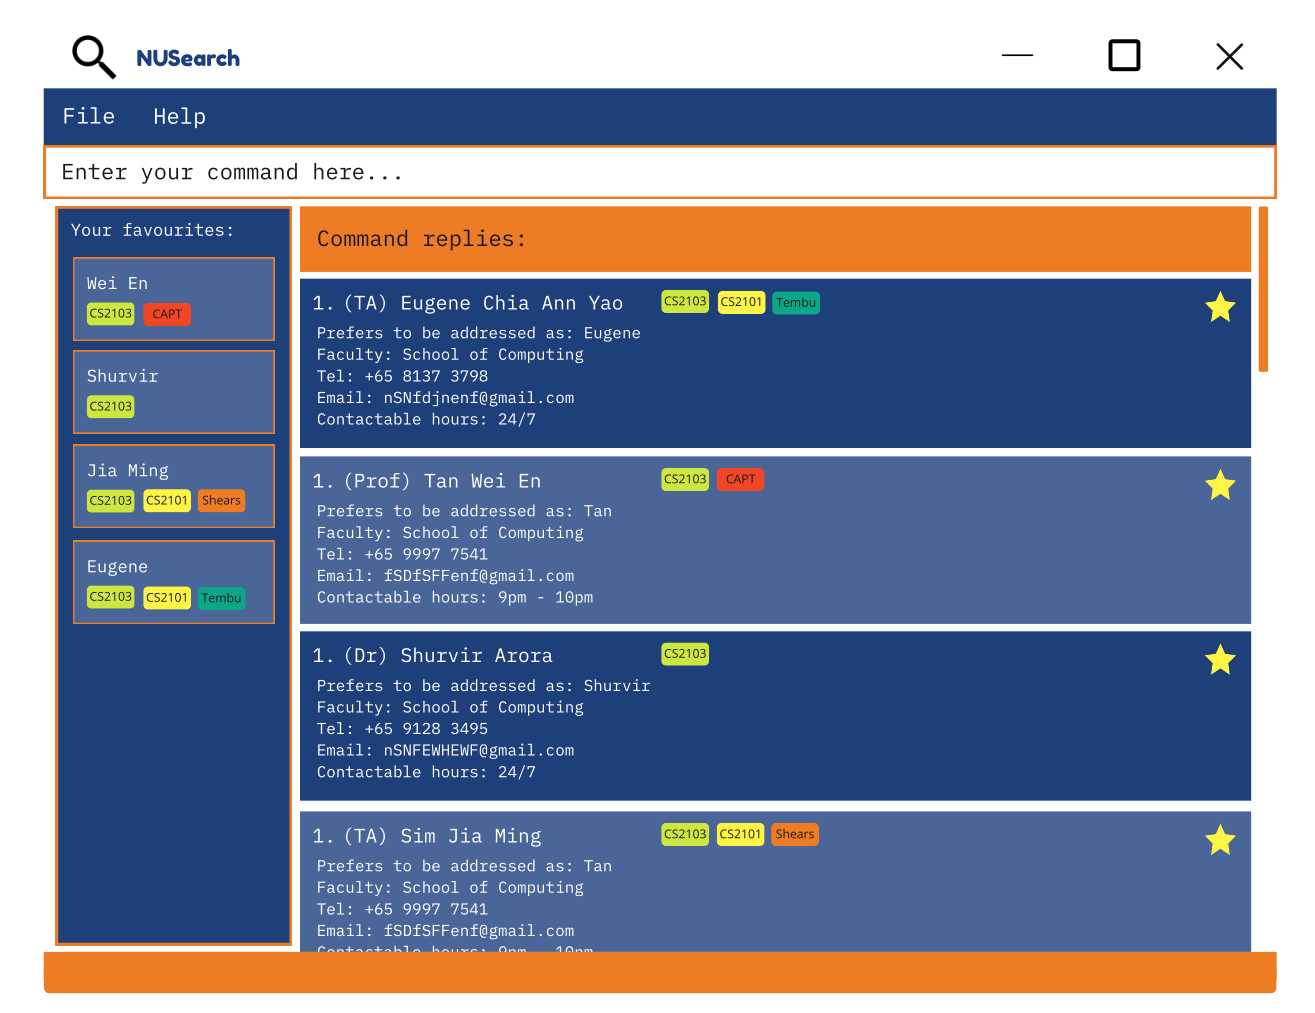 NUSearch
File Help
Enter your command here...
Your favourites:
Wei En
CS2103 CAPT
Shurvir
CS2103
Jia Ming
CS2103 CS2101 Shears
Eugene
CS2103 CS2101 Tembu
Command replies:
1. (TA) Eugene Chia Ann Yao CS2103 CS2101 Tembu
Prefers to be addressed as: Eugene
Faculty: School of Computing
Tel: +65 8137 3798
Email: nSNfdjnenf@gmail.com
Contactable hours: 24/7
1. (Prof) Tan Wei En CS2103 CAPT
Prefers to be addressed as: Tan
Faculty: School of Computing
Tel: +65 9997 7541
Email: fSDfSFFenf@gmail.com
Contactable hours: 9pm - 10pm
1. (Dr) Shurvir Arora CS2103
Prefers to be addressed as: Shurvir
Faculty: School of Computing
Tel: +65 9128 3495
Email: nSNFEWHEWF@gmail.com
Contactable hours: 24/7
1. (TA) Sim Jia Ming CS2103 CS2101 Shears
Prefers to be addressed as: Tan
Faculty: School of Computing
Tel: +65 9997 7541
Email: fSDfSFFenf@gmail.com
Contactable hours: 9pm - 10pm